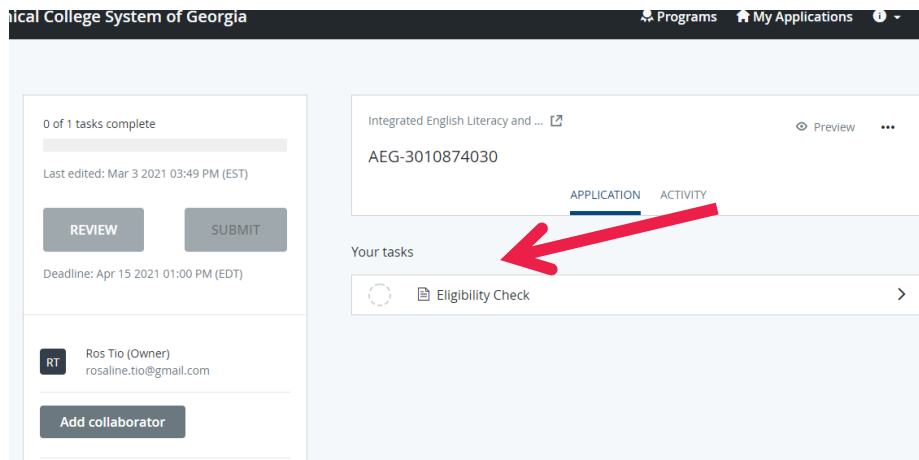 nical College System of Georgia
Programs
My Applications
0 of 1 tasks complete
Last edited: Mar 3 2021 03:49 PM (EST)
REVIEW
SUBMIT
Deadline: Apr 15 2021 01:00 PM (EDT)
RT
Ros Tio (Owner)
rosaline.tio@gmail.com
Add collaborator
Integrated English Literacy and ...
Preview
AEG-3010874030
APPLICATION
ACTIVITY
Your tasks
Eligibility Check